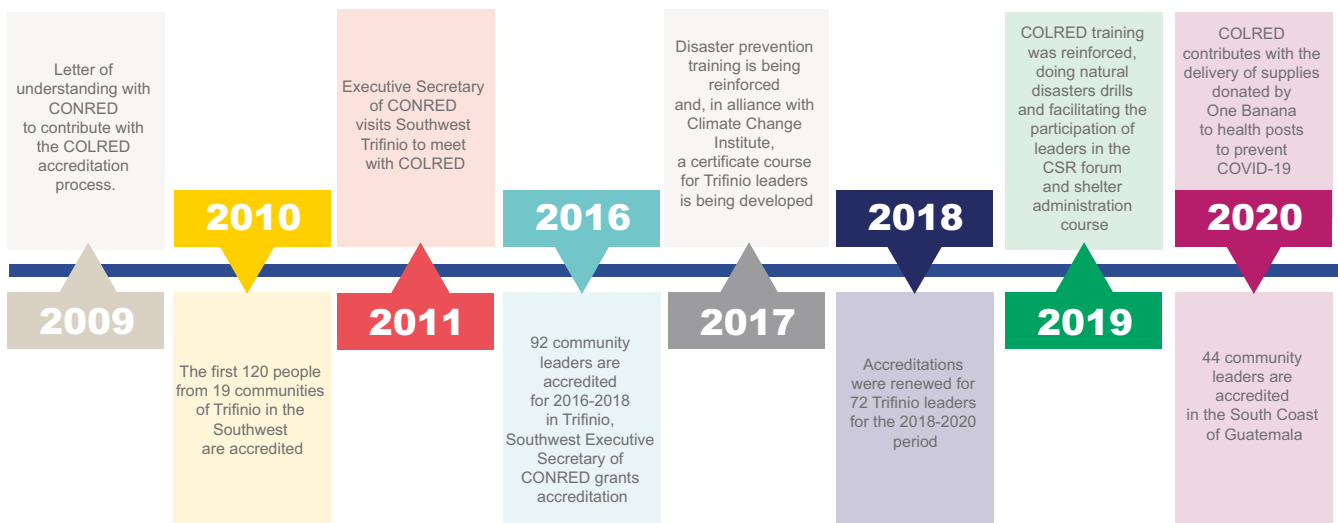 Letter of
understanding with
CONRED
to contribute with
the COLRED
accreditation
process.
2009
2010
The first 120 people
from 19 communities
of Trifinio in the
Southwest
are accredited
Executive Secretary
of CONRED
visits Southwest
Trifinio to meet
with COLRED
2011
2016
92 community
leaders are
accredited
for 2016-2018
in Trifinio,
Southwest Executive
Secretary of
CONRED grants
accreditation
Disaster prevention
training is being
reinforced
and, in alliance with
Climate Change
Institute,
a certificate course
for Trifinio leaders
is being developed
2017
2018
Accreditations
were renewed for
72 Trifinio leaders
for the 2018-2020
period
COLRED training
was reinforced,
doing natural
disasters drills
and facilitating the
participation of
leaders in the
CSR forum
and shelter
administration
course
2019
COLRED
contributes with the
delivery of supplies
donated by
One Banana
to health posts
to prevent
COVID-19
2020
44 community
leaders are
accredited
in the South Coast
of Guatemala